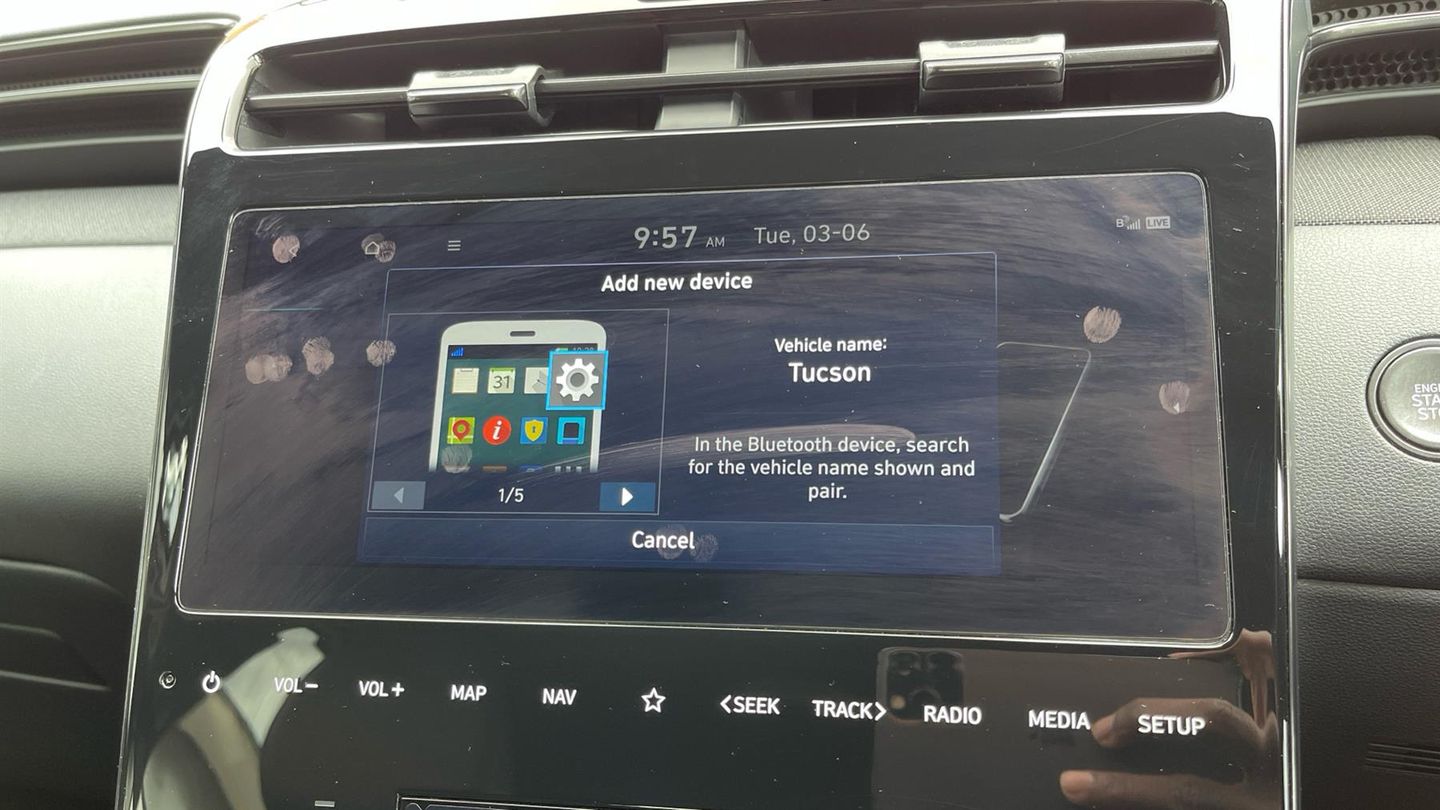 9:57 AM Tue, 03-06
LIVE
Add new device
31
Vehicle name:
Tucson
In the Bluetooth device, search
for the vehicle name shown and
pair.
1/5
Cancel
VOL−
VOL+
MAP
NAV
<SEEK
TRACK>
RADIO
MEDIA
SETUP